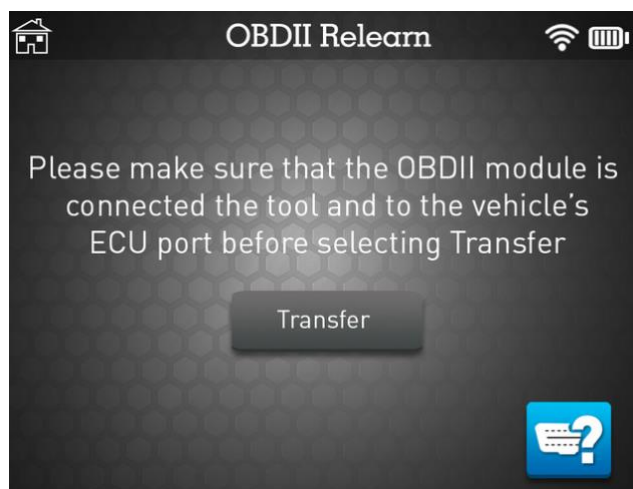 OBDII Relearn
Please make sure that the OBDII module is
connected the tool and to the vehicle's
ECU port before selecting Transfer
Transfer
?